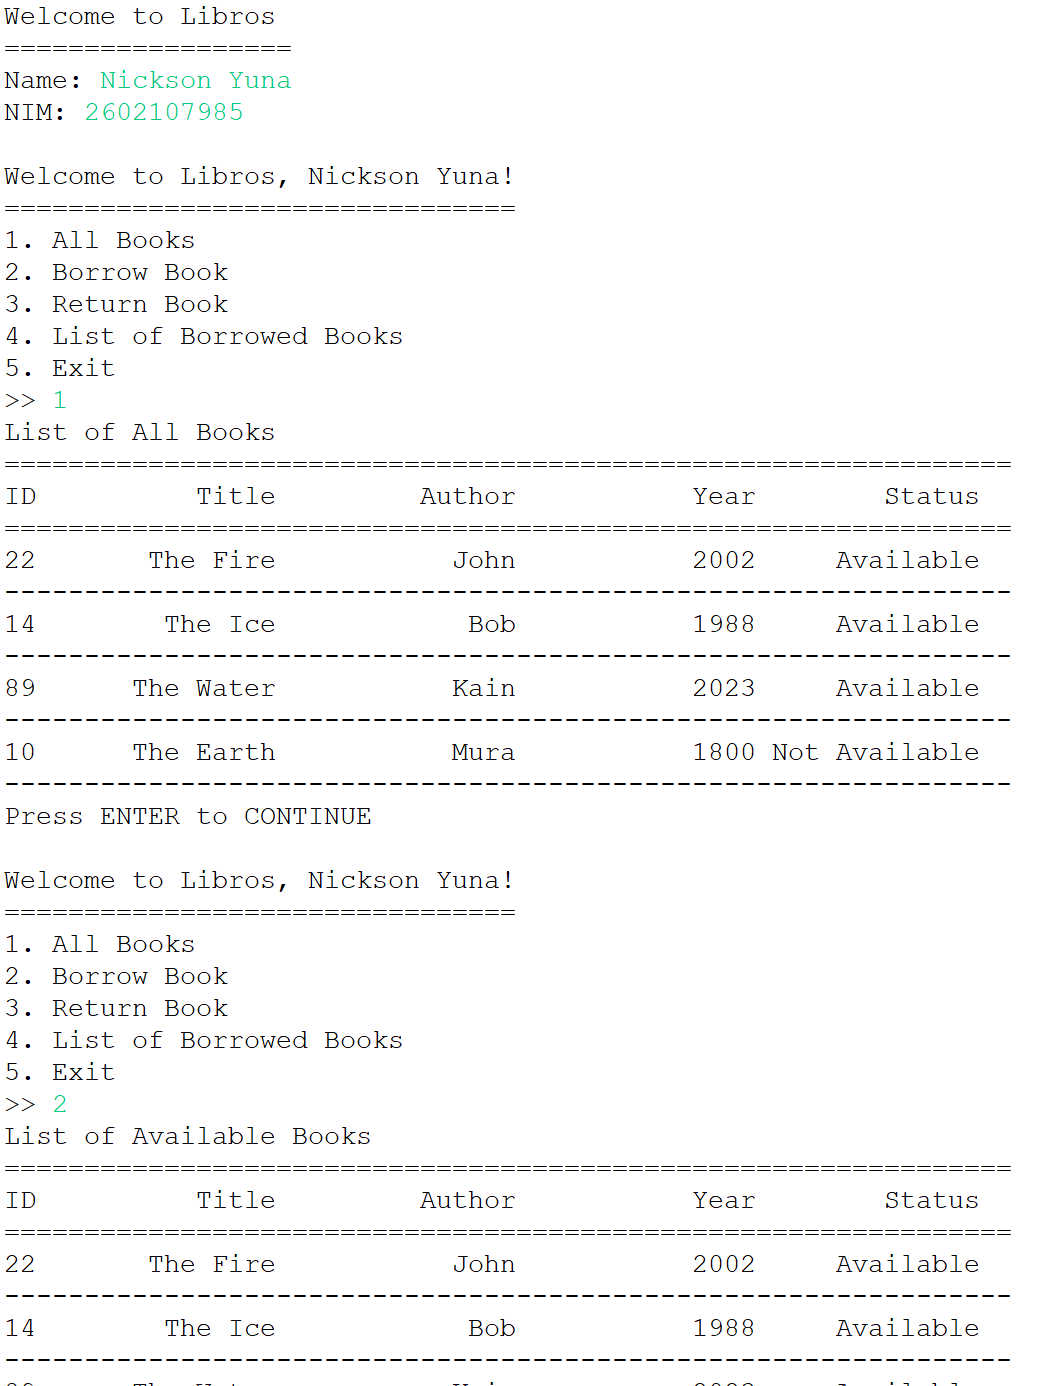 Welcome to Libros
==================
Name: Nickson Yuna
NIM: 2602107985
Welcome to Libros, Nickson Yuna!
================================
1. All Books
2. Borrow Book
3. Return Book
4. List of Borrowed Books
5. Exit
>> 1
List of All Books
===============================================================
ID          Title         Author           Year        Status
===============================================================
22       The Fire           John           2002     Available
---------------------------------------------------------------
14        The Ice            Bob           1988     Available
---------------------------------------------------------------
89      The Water           Kain           2023     Available
---------------------------------------------------------------
10      The Earth           Mura           1800 Not Available
---------------------------------------------------------------
Press ENTER to CONTINUE
Welcome to Libros, Nickson Yuna!
================================
1. All Books
2. Borrow Book
3. Return Book
4. List of Borrowed Books
5. Exit
>> 2
List of Available Books
===============================================================
ID          Title         Author           Year        Status
===============================================================
22       The Fire           John           2002     Available
---------------------------------------------------------------
14        The Ice            Bob           1988     Available
---------------------------------------------------------------